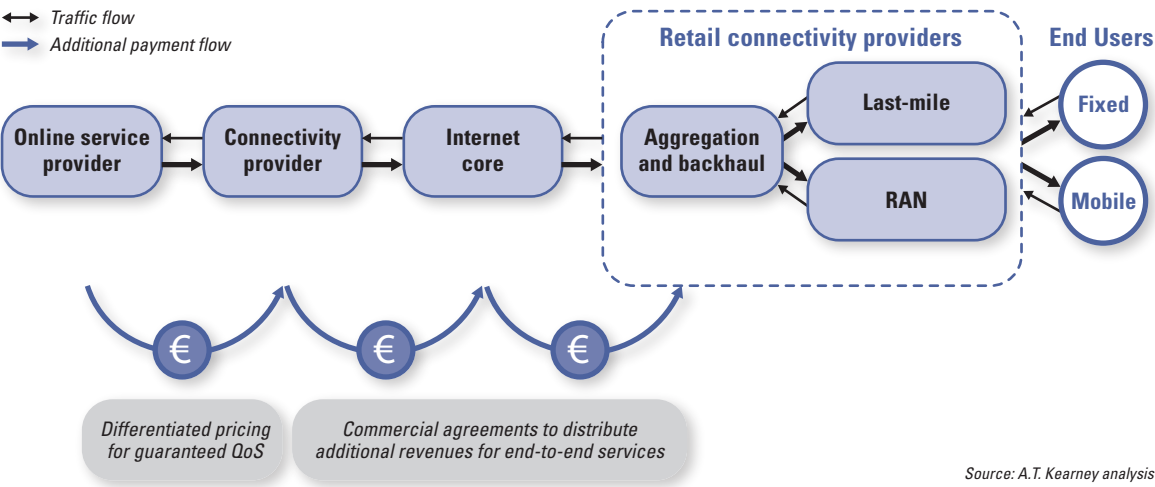 Traffic flow
Additional payment flow
Retail connectivity providers
End Users
Online service
provider
Connectivity
provider
Internet
core
Aggregation
and backhaul
Last-mile
RAN
Fixed
Mobile
€
€
€
Differentiated pricing
for guaranteed QoS
Commercial agreements to distribute
additional revenues for end-to-end services
Source: A.T. Kearney analysis